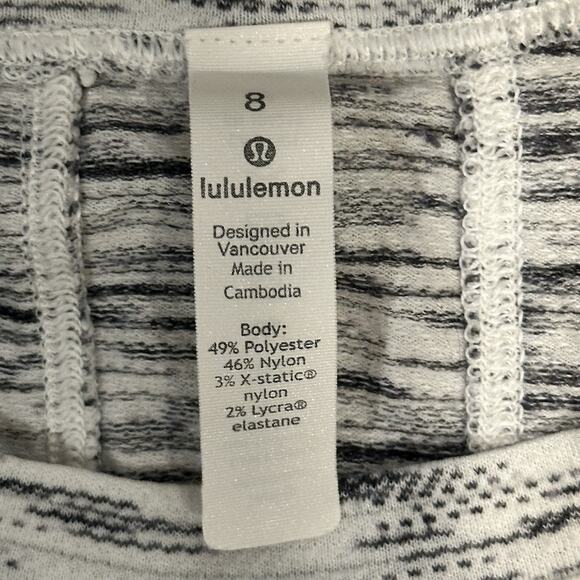 8
lululemon
Designed in
Vancouver
Made in
Cambodia
Body:
49% Polyester
46% Nylon
3% X-static®
nylon
2% Lycra®
elastane